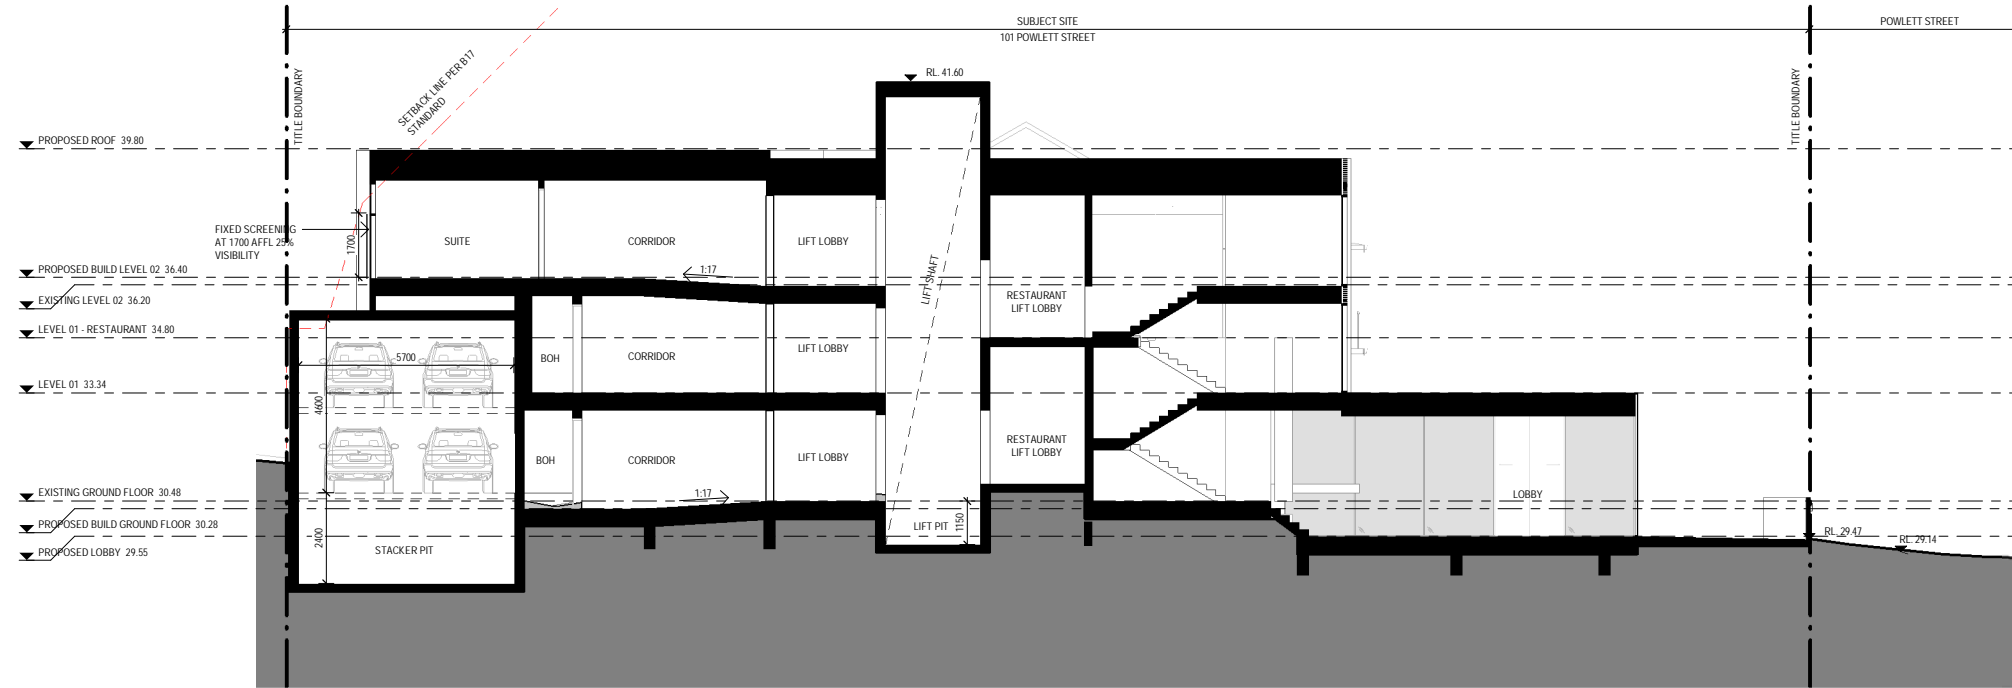 SUBJECT SITE
101 POWLETT STREET
POWLETT STREET
TITLE BOUNDARY
SETBACK LINE PER B17
STANDARD
RL. 41.60
TITLE BOUNDARY
PROPOSED ROOF 39.80
FIXED SCREENING
AT 1700 AFFL 25%
VISIBILITY
1700
SUITE
CORRIDOR
LIFT LOBBY
LIFT SHAFT
PROPOSED BUILD LEVEL 02 36.40
1:17
EXISTING LEVEL 02 36.20
RESTAURANT
LIFT LOBBY
LEVEL 01 - RESTAURANT 34.80
5700
BOH
CORRIDOR
LIFT LOBBY
LEVEL 01 33.34
4600
BOH
CORRIDOR
LIFT LOBBY
RESTAURANT
LIFT LOBBY
EXISTING GROUND FLOOR 30.48
1:17
LOBBY
PROPOSED BUILD GROUND FLOOR 30.28
LIFT PIT
1150
RL. 29.47
RL. 29.14
PROPOSED LOBBY 29.55
2400
STACKER PIT